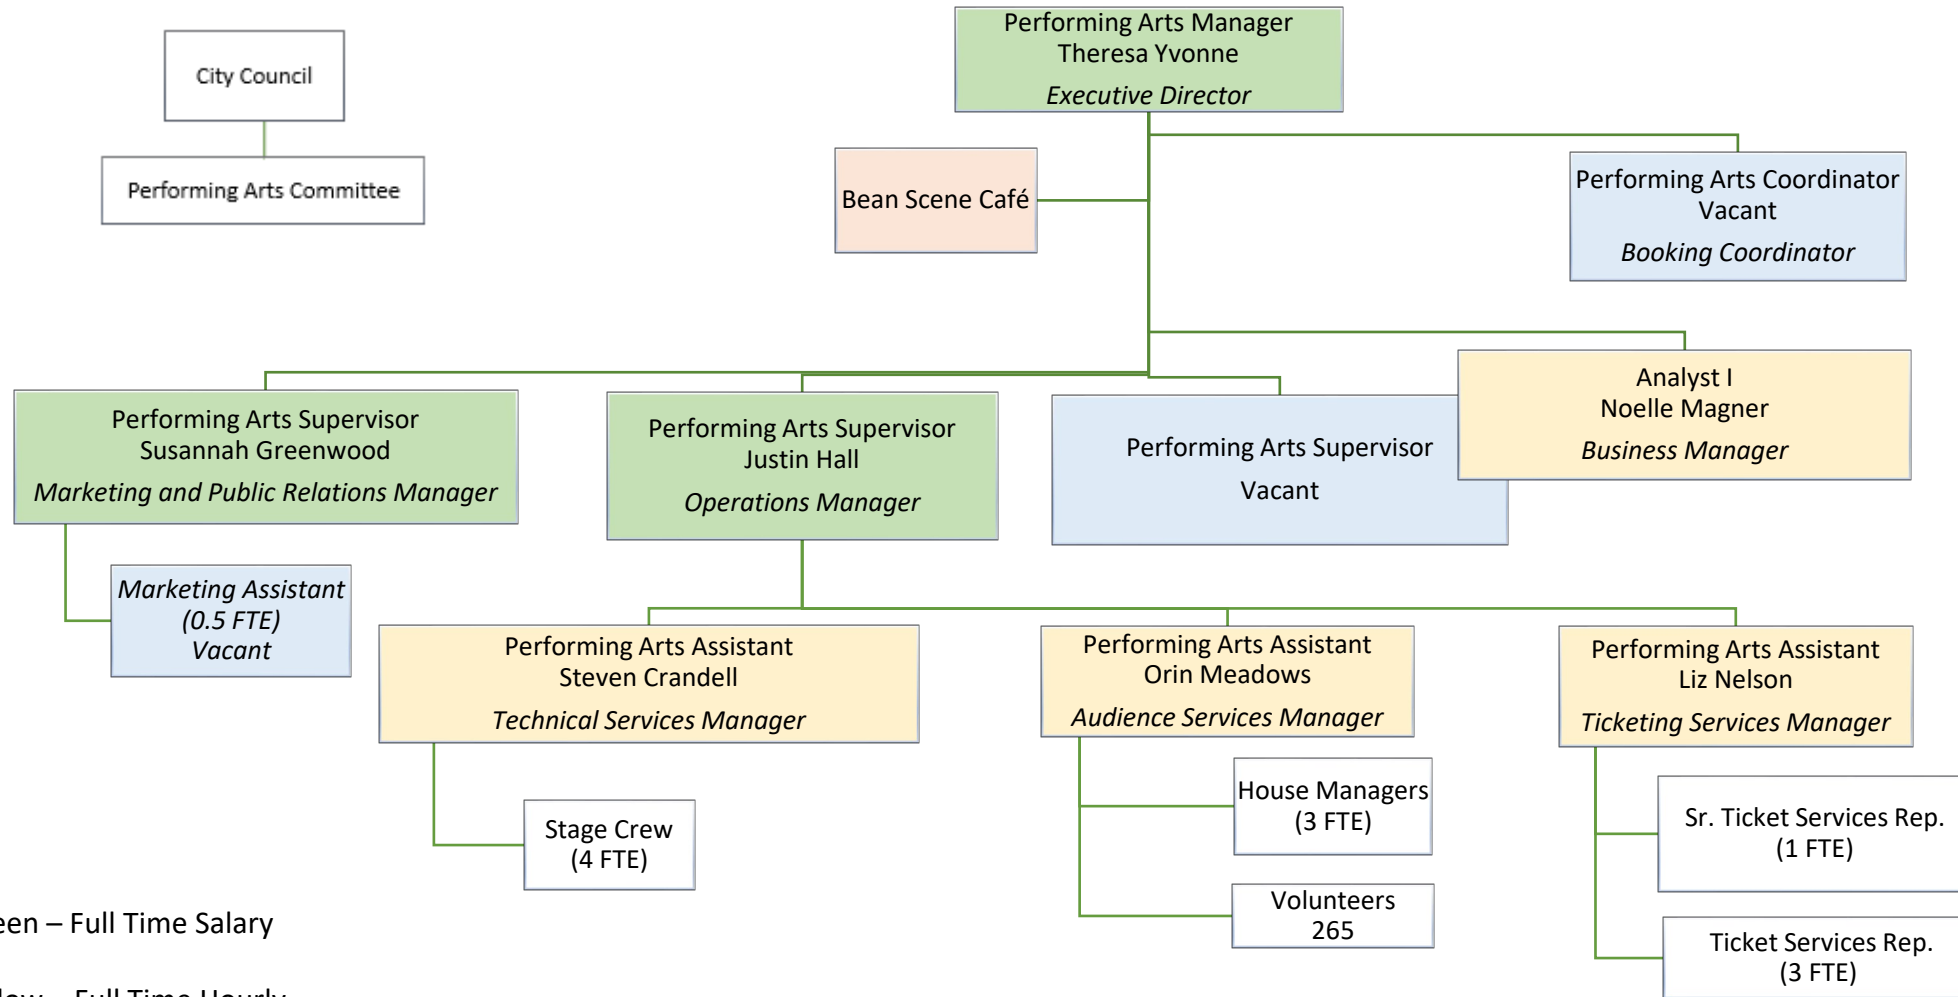 City Council
Performing Arts Committee
Performing Arts Manager
Theresa Yvonne
Executive Director
Bean Scene Café
Performing Arts Coordinator
Vacant
Booking Coordinator
Performing Arts Supervisor
Susannah Greenwood
Marketing and Public Relations Manager
Performing Arts Supervisor
Justin Hall
Operations Manager
Performing Arts Supervisor
Vacant
Analyst I
Noelle Magner
Business Manager
Marketing Assistant
(0.5 FTE)
Vacant
Performing Arts Assistant
Steven Crandell
Technical Services Manager
Performing Arts Assistant
Orin Meadows
Audience Services Manager
Performing Arts Assistant
Liz Nelson
Ticketing Services Manager
Stage Crew
(4 FTE)
House Managers
(3 FTE)
Volunteers
265
Sr. Ticket Services Rep.
(1 FTE)
Ticket Services Rep.
(3 FTE)
een – Full Time Salary
low – Full Time Hourly